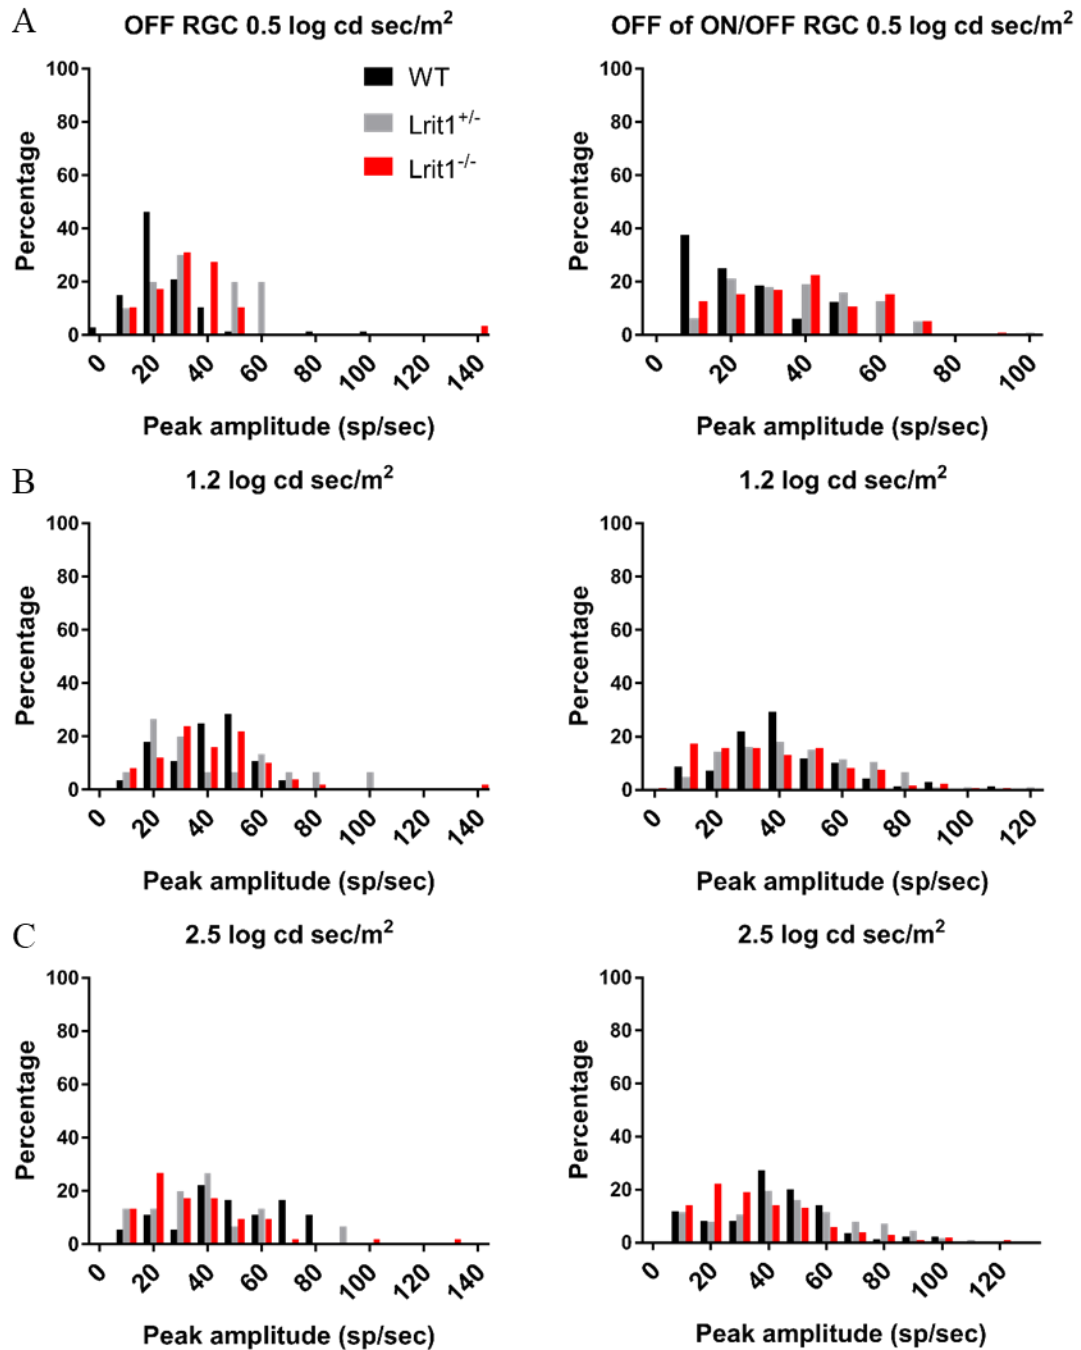 A
OFF RGC 0.5 log cd sec/m²
OFF of ON/OFF RGC 0.5 log cd sec/m²
WT
Lrit1+/-
Lrit1-/-
Percentage
100
80
60
40
20
0
0 20 40 60 80 100 120 140
Peak amplitude (sp/sec)
Percentage
100
80
60
40
20
0
0 20 40 60 80 100
Peak amplitude (sp/sec)
B
1.2 log cd sec/m²
1.2 log cd sec/m²
Percentage
100
80
60
40
20
0
0 20 40 60 80 100 120 140
Peak amplitude (sp/sec)
Percentage
100
80
60
40
20
0
0 20 40 60 80 100 120
Peak amplitude (sp/sec)
C
2.5 log cd sec/m²
2.5 log cd sec/m²
Percentage
100
80
60
40
20
0
0 20 40 60 80 100 120 140
Peak amplitude (sp/sec)
Percentage
100
80
60
40
20
0
0 20 40 60 80 100 120
Peak amplitude (sp/sec)